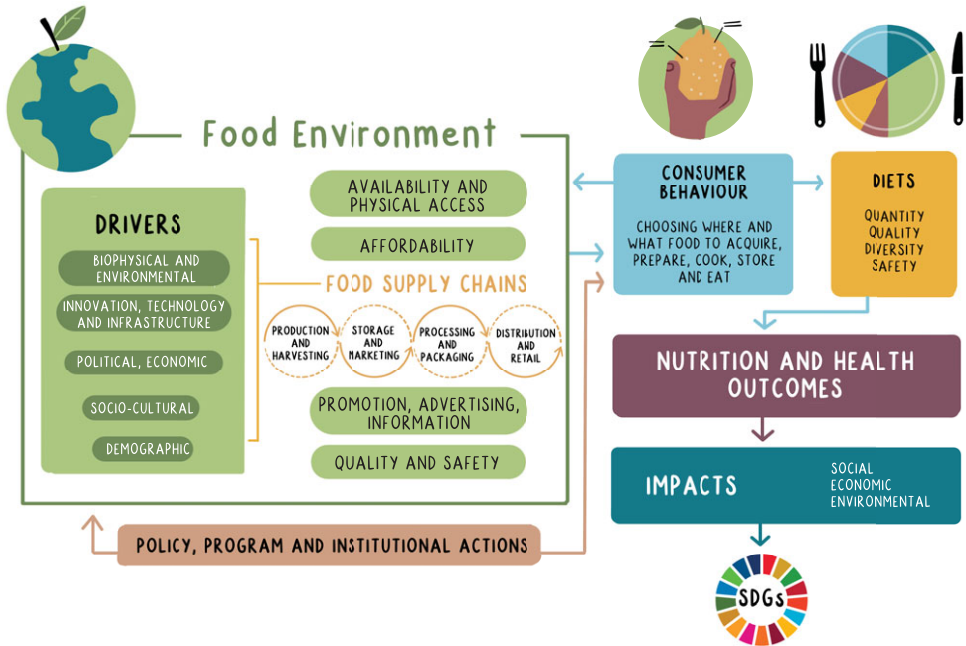 Food Environment
DRIVERS
BIOPHYSICAL AND
ENVIRONMENTAL
INNOVATION, TECHNOLOGY
AND INFRASTRUCTURE
POLITICAL, ECONOMIC
SOCIO-CULTURAL
DEMOGRAPHIC
AVAILABILITY AND
PHYSICAL ACCESS
AFFORDABILITY
FOOD SUPPLY CHAINS
PRODUCTION
AND
HARVESTING
STORAGE
AND
MARKETING
PROCESSING
AND
PACKAGING
DISTRIBUTION
AND
RETAIL
PROMOTION, ADVERTISING,
INFORMATION
QUALITY AND SAFETY
POLICY, PROGRAM AND INSTITUTIONAL ACTIONS
CONSUMER
BEHAVIOUR
CHOOSING WHERE AND
WHAT FOOD TO ACQUIRE,
PREPARE, COOK, STORE
AND EAT
DIETS
QUANTITY
QUALITY
DIVERSITY
SAFETY
NUTRITION AND HEALTH
OUTCOMES
IMPACTS
SOCIAL
ECONOMIC
ENVIRONMENTAL
SDGs